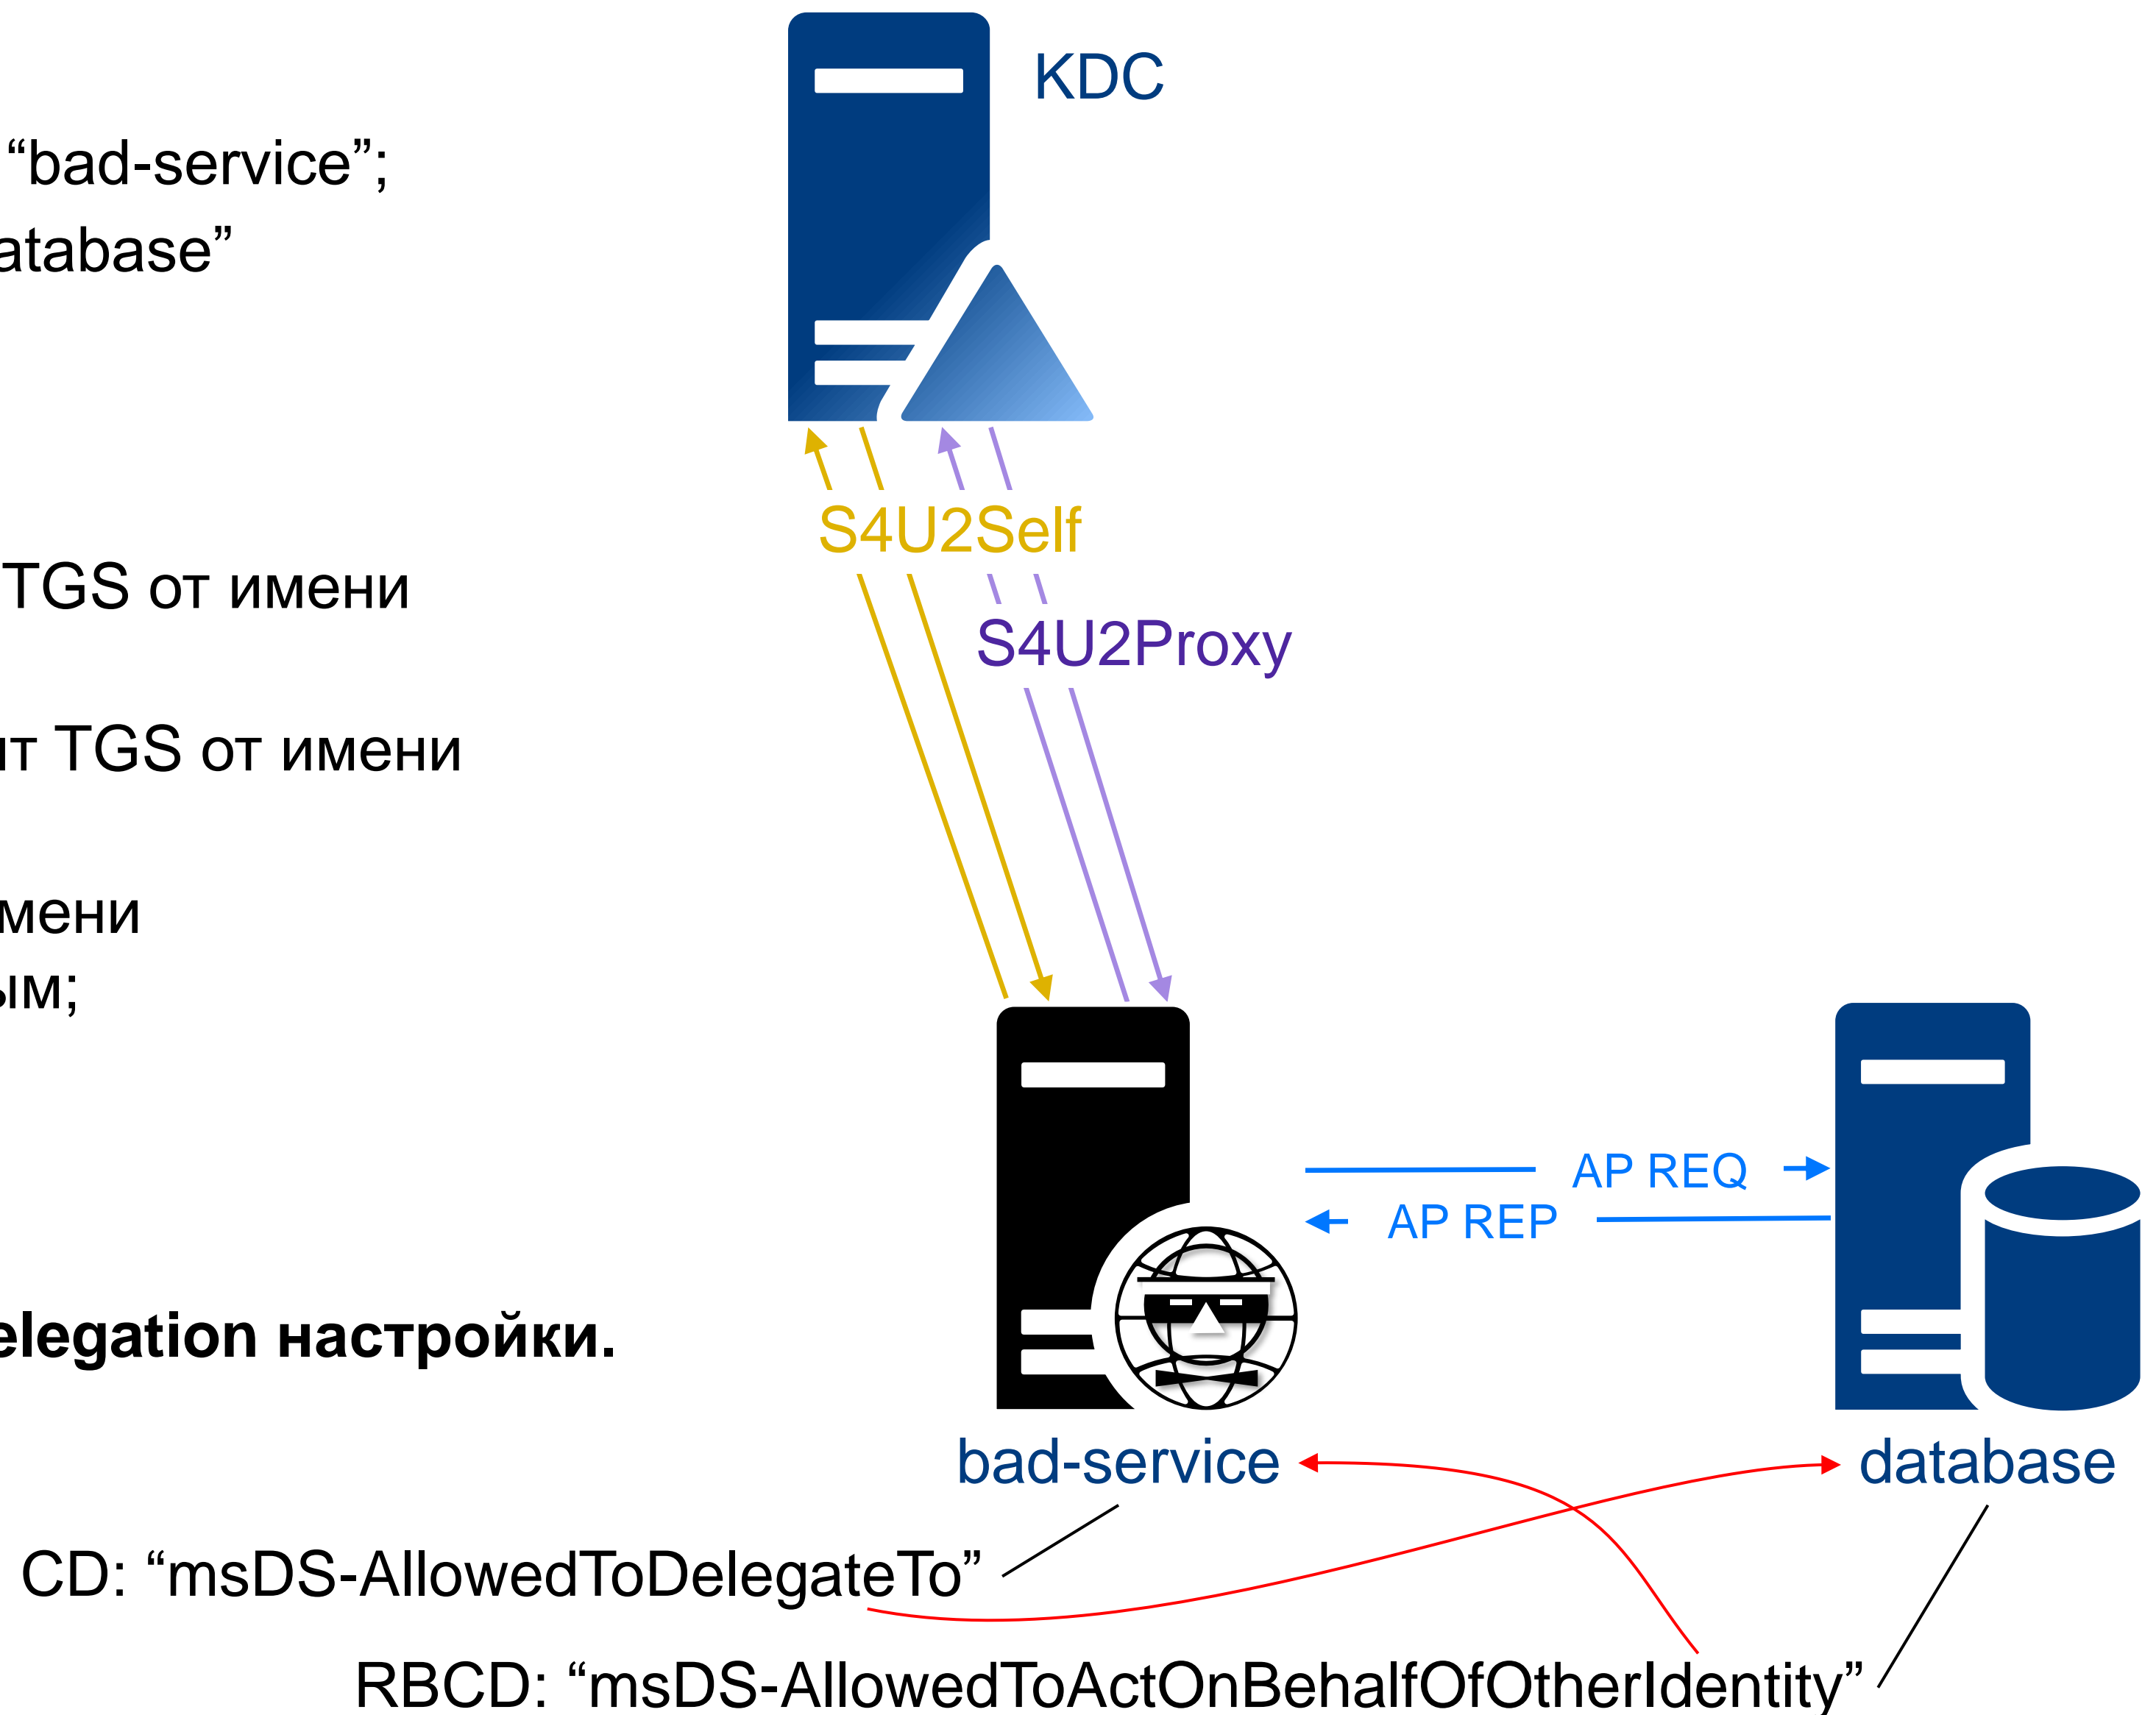 KDC
“bad-service”;
atabase”
S4U2Self
TGS от имени
S4U2Proxy
ит TGS от имени
мени
ым;
AP REQ
AP REP
elegation настройки.
bad-service
database
CD: “msDS-AllowedToDelegateTo”
RBCD: “msDS-AllowedToActOnBehalfOfOtherIdentity”